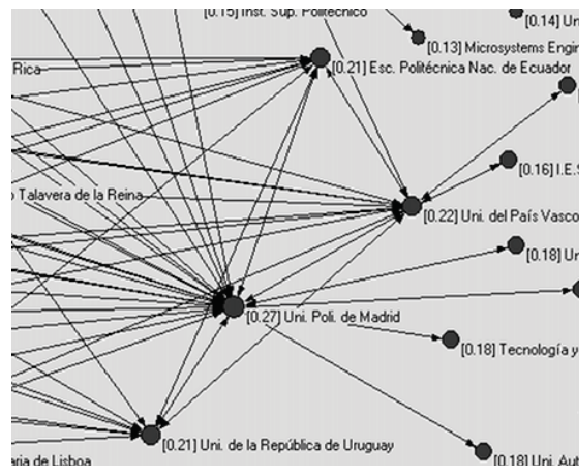 [0.15] Inst. Sup. Politécnico
[0.14] Un
[0.13] Microsystems Engin
[0.21] Esc. Politécnica Nac. de Ecuador
Rica
[0.16] I.E.S
Talavera de la Reina
[0.22] Uni. del País Vasco
[0.18] Un
[0.27] Uni. Poli. de Madrid
[0.18] Tecnología y
[0.21] Uni. de la República de Uruguay
[0.18] Uni. Aut
aria de Lisboa